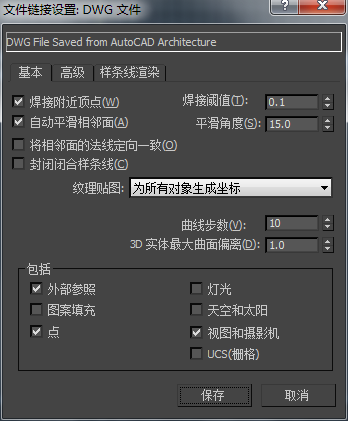 文件链接设置: DWG 文件
DWG File Saved from AutoCAD Architecture
基本 高级 样条线渲染
焊接附近顶点(W) 焊接阈值(T): 0.1
自动平滑相邻面(A) 平滑角度(S): 15.0
将相邻面的法线定向一致(O)
封闭闭合样条线(C)
纹理贴图: 为所有对象生成坐标
曲线步数(V): 10
3D 实体最大曲面偏离(D): 1.0
包括
外部参照 灯光
图案填充 天空和太阳
点 视图和摄影机
UCS(栅格)
保存 取消